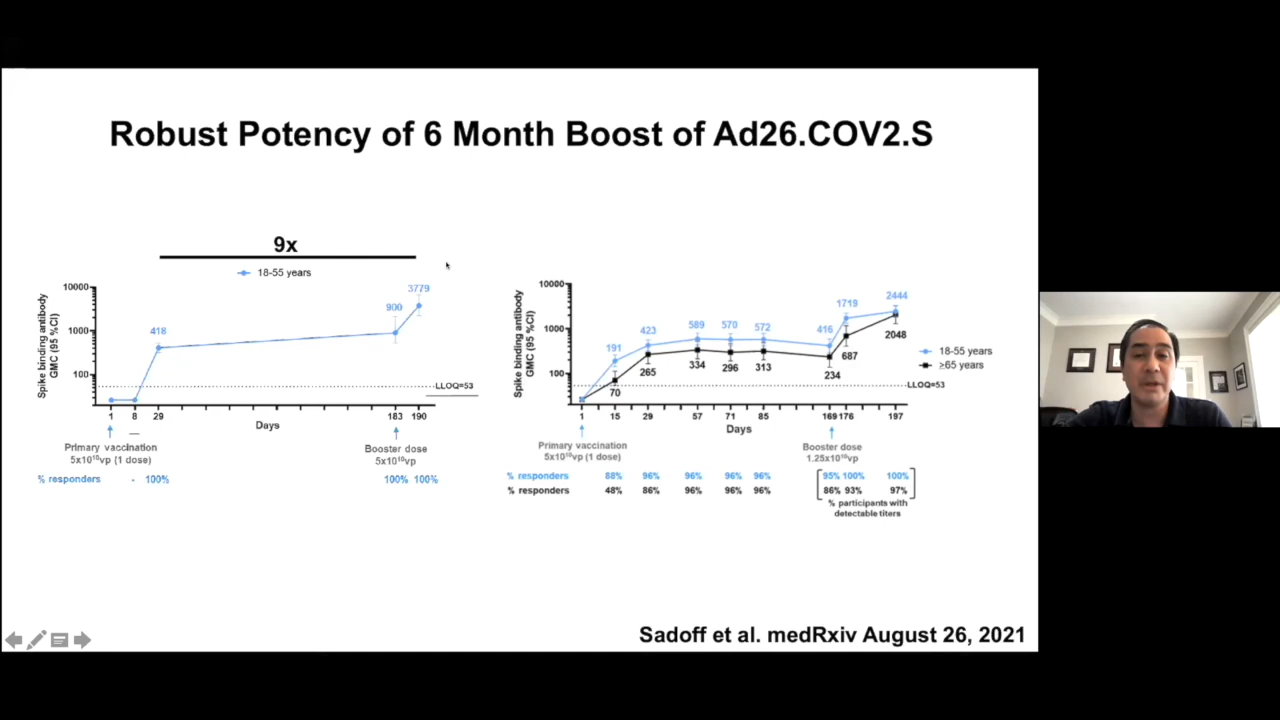 Robust Potency of 6 Month Boost of Ad26.COV2.S
9x
18-55 years
Spike binding antibody
GMC (95 %CI)
10000
1000
100
418
900
3779
LLOQ=53
1 8 29 183 190
Days
Primary vaccination
5x10¹⁰vp (1 dose)
Booster dose
5x10¹⁰vp
% responders - 100% 100% 100%
Spike binding antibody
GMC (95 %CI)
10000
1000
100
191 423 589 570 572 416 1719 2444
70 265 334 296 313 234 687 2048
18-55 years
≥65 years
LLOQ=53
1 15 29 57 71 85 169 176 197
Days
Primary vaccination
5x10¹⁰vp (1 dose)
Booster dose
1.25x10¹⁰vp
% responders 88% 96% 96% 96% 96% 95% 100% 100%
% responders 48% 86% 96% 96% 96% 86% 93% 97%
% participants with
detectable titers
Sadoff et al. medRxiv August 26, 2021